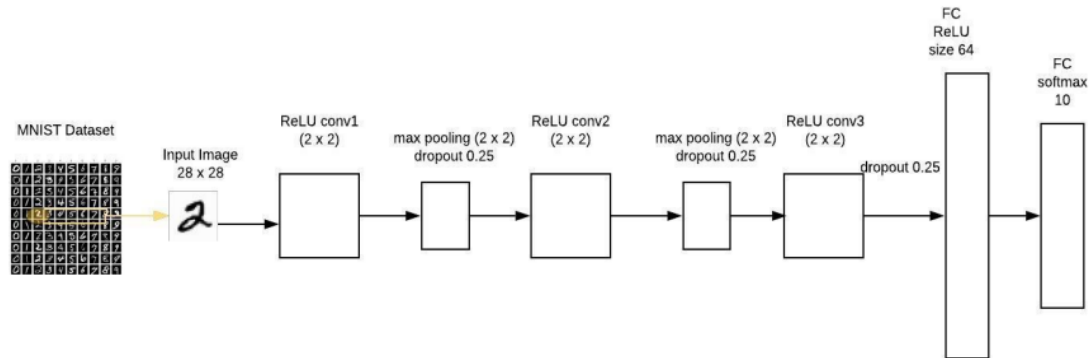 MNIST Dataset
Input Image
28 x 28
ReLU conv1
(2 x 2)
max pooling (2 x 2)
dropout 0.25
ReLU conv2
(2 x 2)
max pooling (2 x 2)
dropout 0.25
ReLU conv3
(2 x 2)
dropout 0.25
FC
ReLU
size 64
FC
softmax
10
2